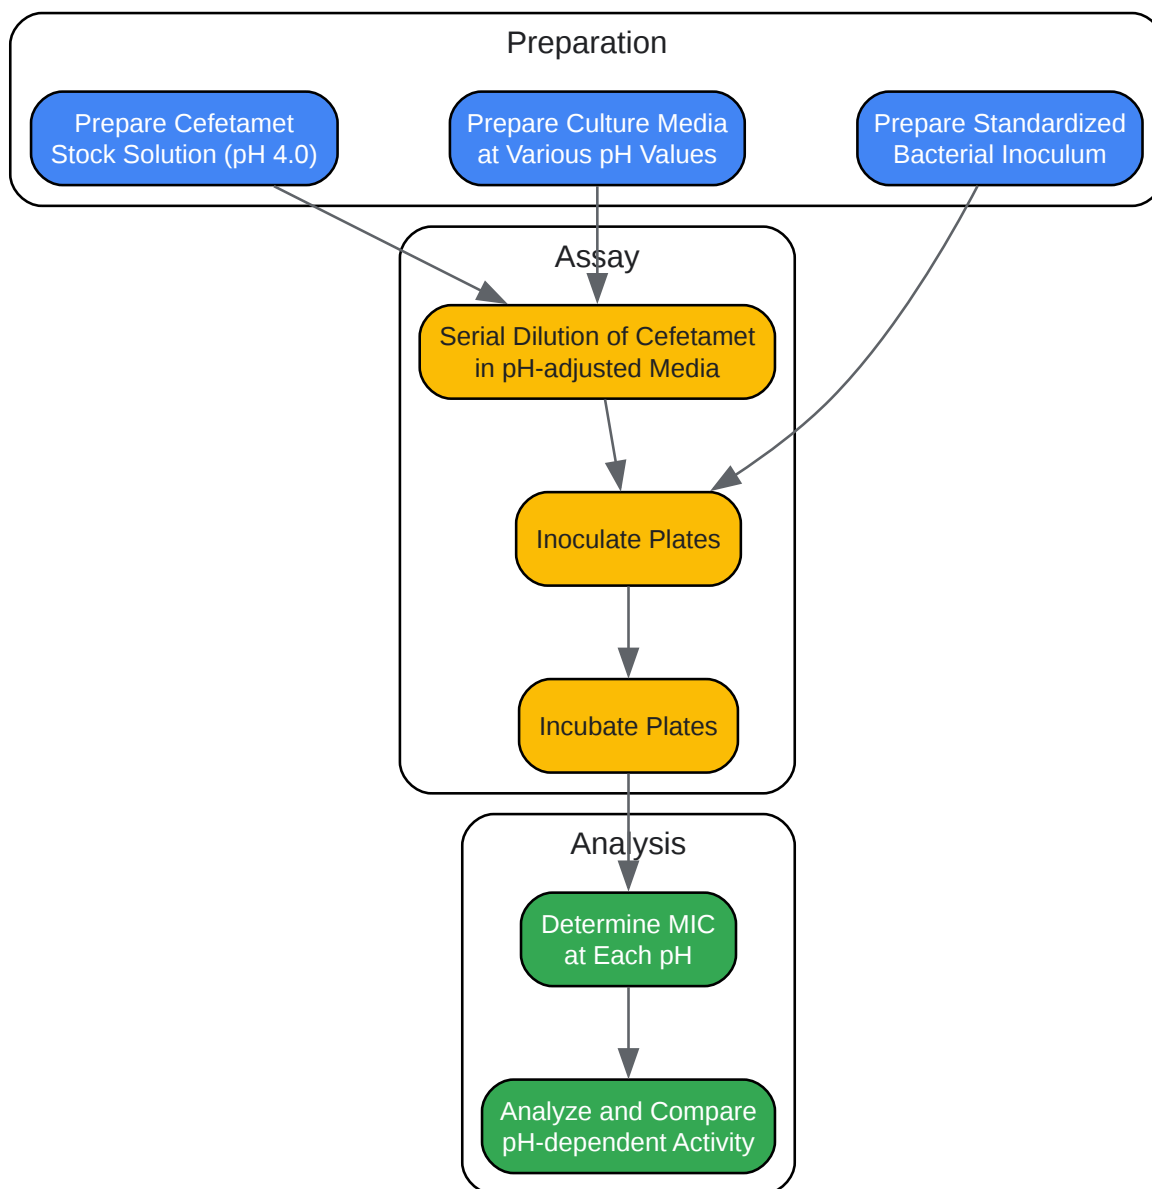 Preparation
Prepare Cefetamet
Stock Solution (pH 4.0)
Prepare Culture Media
at Various pH Values
Prepare Standardized
Bacterial Inoculum
Assay
Serial Dilution of Cefetamet
in pH-adjusted Media
Inoculate Plates
Incubate Plates
Analysis
Determine MIC
at Each pH
Analyze and Compare
pH-dependent Activity